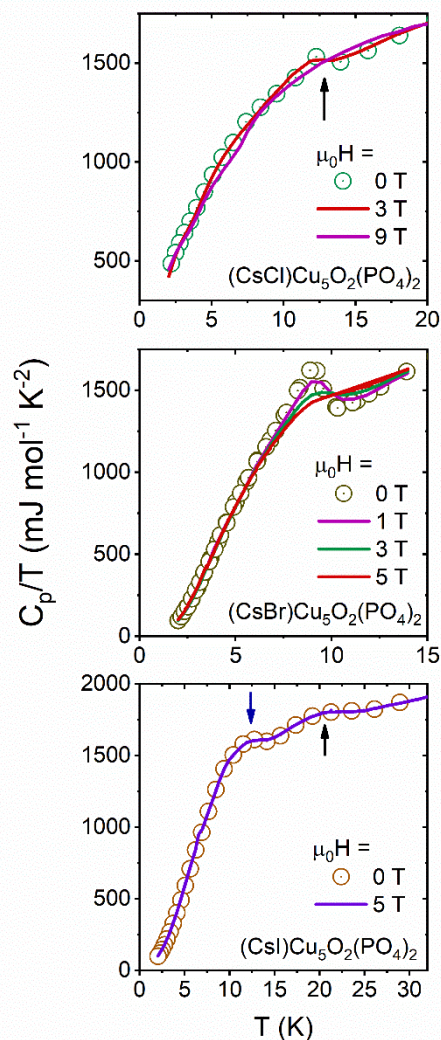 1500
1000
500
0 5 10 15 20
μ₀H =
0 T
3 T
9 T
(CsCl)Cu₅O₂(PO₄)₂
Cₚ/T (mJ mol⁻¹ K⁻²)
1500
1000
500
0
0 5 10 15
μ₀H =
0 T
1 T
3 T
5 T
(CsBr)Cu₅O₂(PO₄)₂
2000
1500
1000
500
0
μ₀H =
0 T
5 T
(CsI)Cu₅O₂(PO₄)₂
0 5 10 15 20 25 30
T (K)